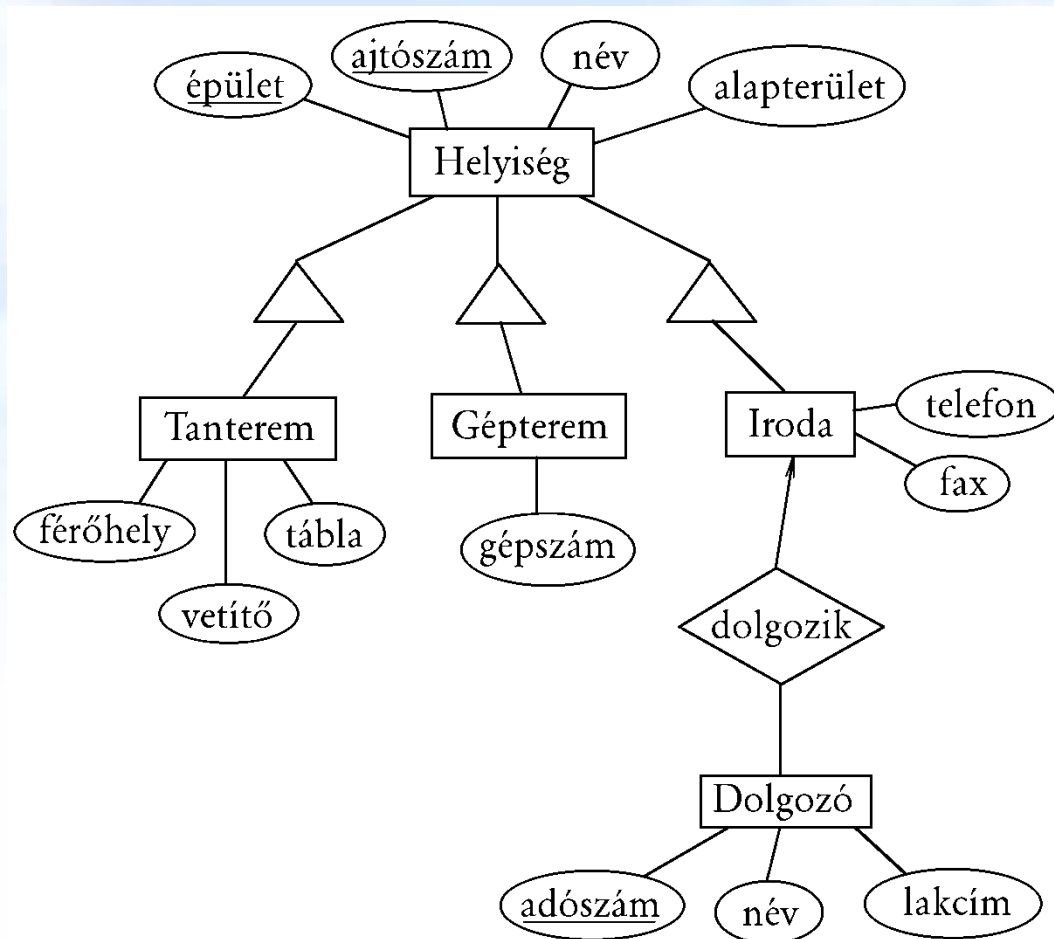 épület
ajtószám
név
alapterület
Helyiség
Tanterem
Gépterem
Iroda
telefon
fax
férőhely
vetítő
tábla
gépszám
dolgozik
Dolgozó
adószám
név
lakcím